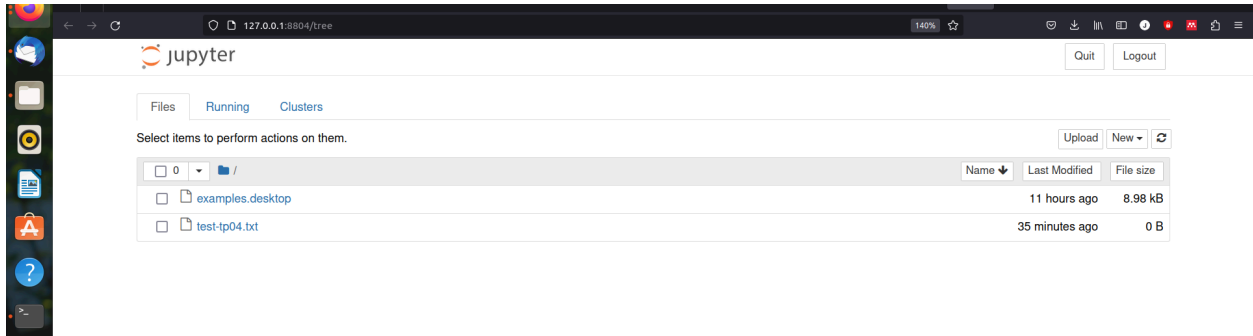 127.0.0.1:8804/tree
140%
jupyter
Quit
Logout
Files
Running
Clusters
Select items to perform actions on them.
Upload
New
0
/
Name
Last Modified
File size
examples.desktop
11 hours ago
8.98 kB
test-tp04.txt
35 minutes ago
0 B